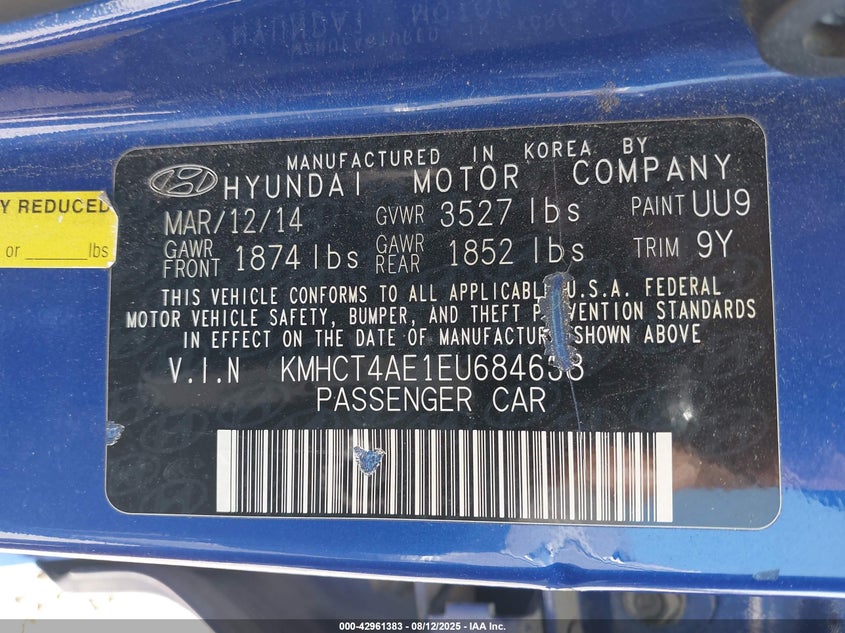 MANUFACTURED IN KOREA BY
HYUNDAI MOTOR COMPANY
MAR/12/14 GVWR 3527 lbs PAINT UU9
GAWR FRONT 1874 lbs GAWR REAR 1852 lbs TRIM 9Y
THIS VEHICLE CONFORMS TO ALL APPLICABLE U.S.A. FEDERAL
MOTOR VEHICLE SAFETY, BUMPER, AND THEFT PREVENTION STANDARDS
IN EFFECT ON THE DATE OF MANUFACTURE SHOWN ABOVE
V.I.N KMHCT4AE1EU684638
PASSENGER CAR
Y REDUCED
or ______lbs
000-42961383 - 08/12/2025 - IAA Inc.